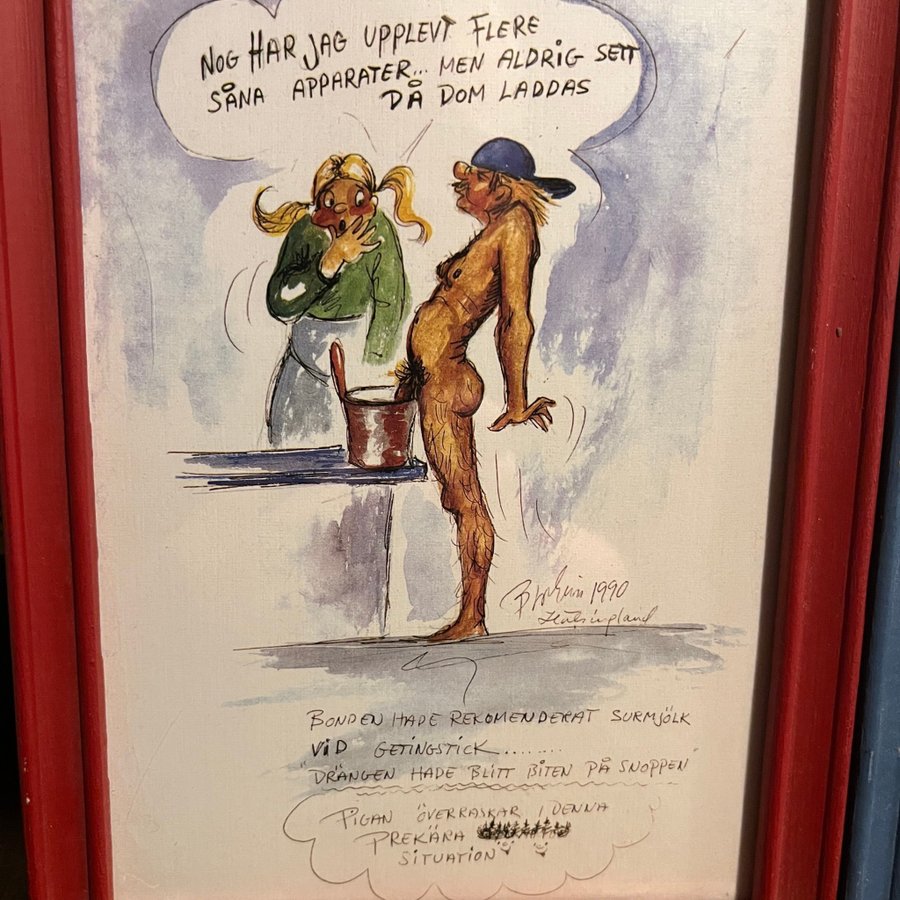 NOG HAR JAG UPPLEVT FLERE
SÅNA APPARATER... MEN ALDRIG SETT
DÅ DOM LADDAS
1990
Hälsingland
BONDEN HADE REKOMENDERAT SURMJÖLK
VID GETINGSTICK........
DRÄNGEN HADE BLITT BITEN PÅ SNOPPEN
PIGAN ÖVERRASKAR I DENNA
PREKÄRA
SITUATION